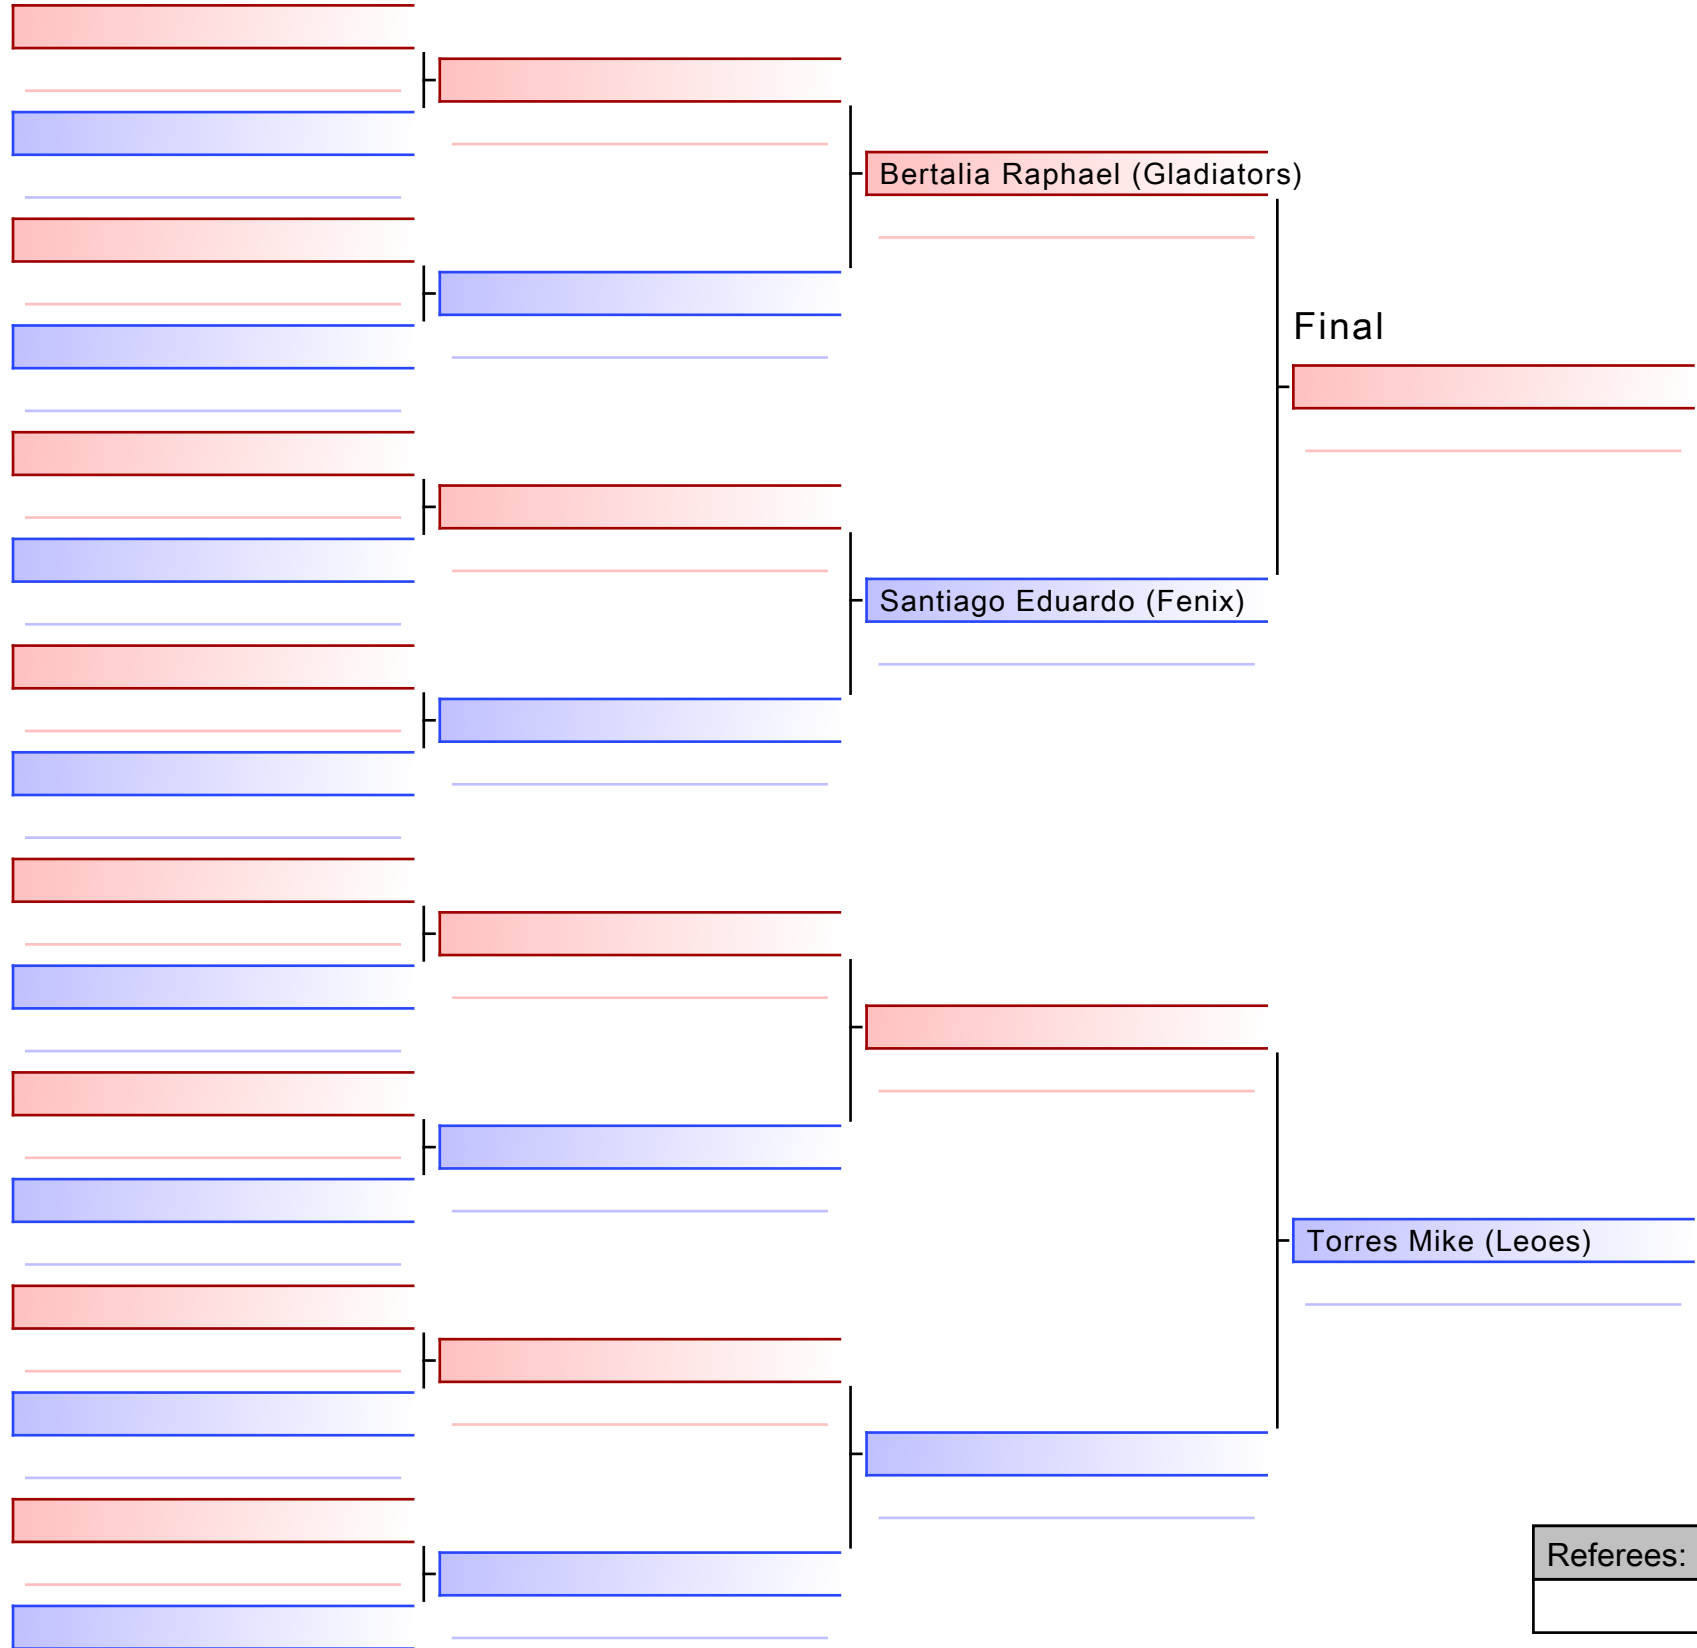 Bertalia Raphael (Gladiators)
Final
Santiago Eduardo (Fenix)
Torres Mike (Leoes)
Referees: